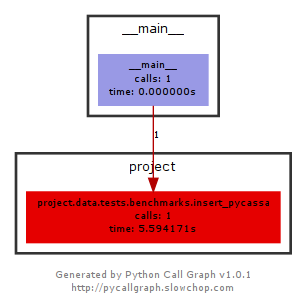 __main__
__main__
calls: 1
time: 0.000000s
1
project
project.data.tests.benchmarks.insert_pycassa
calls: 1
time: 5.594171s
Generated by Python Call Graph v1.0.1
http://pycallgraph.slowchop.com